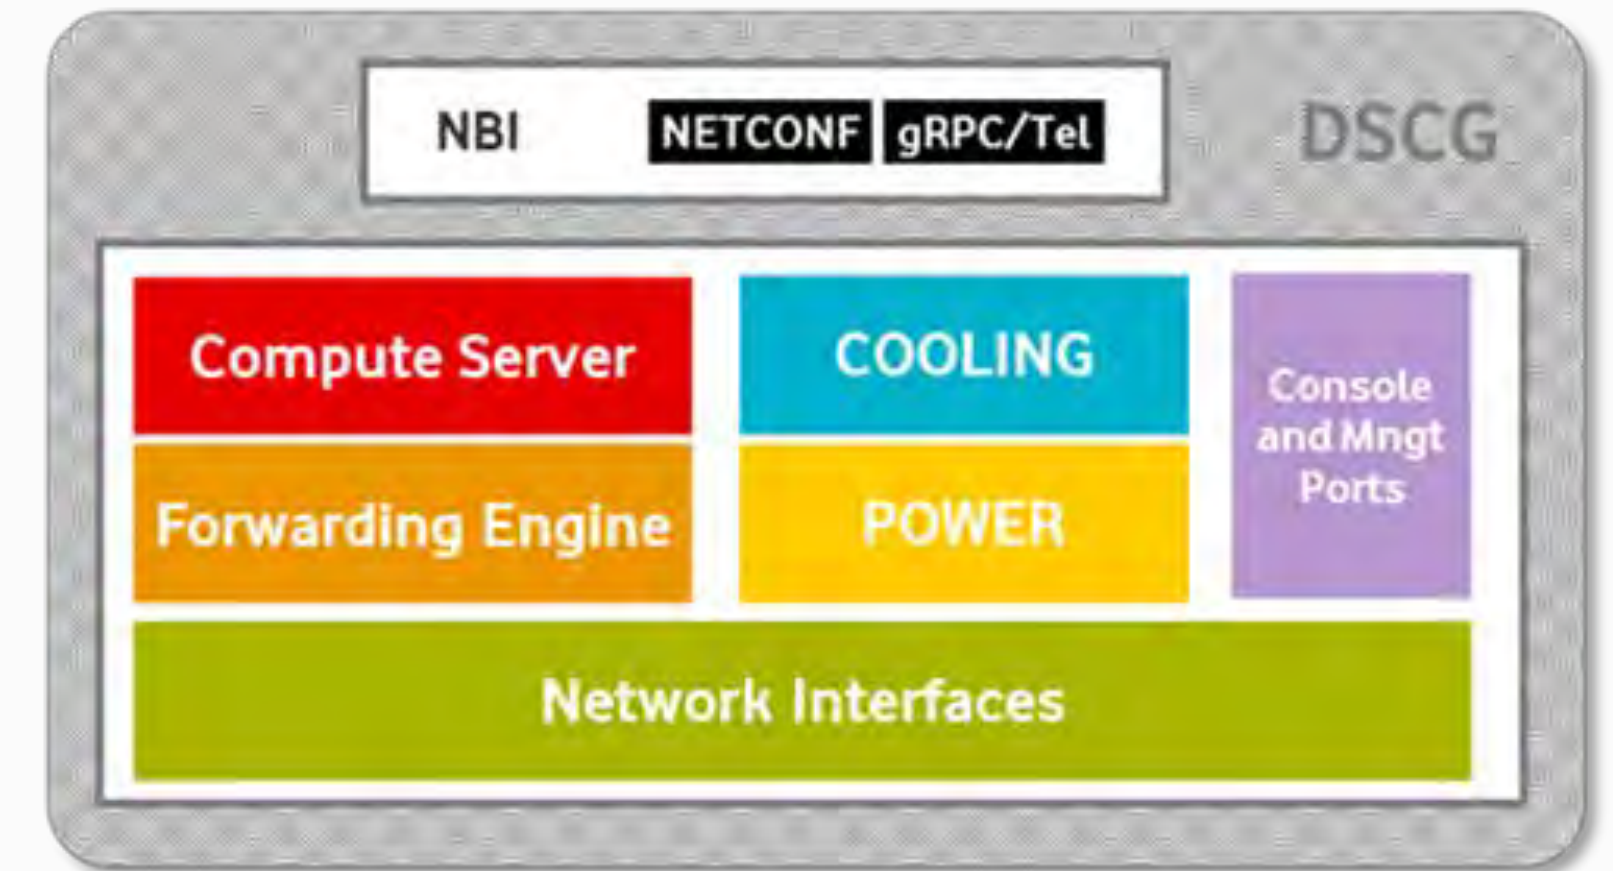 NBI NETCONF gRPC/Tel
DSCG
Compute Server
COOLING
Console
and Mngt
Ports
Forwarding Engine
POWER
Network Interfaces